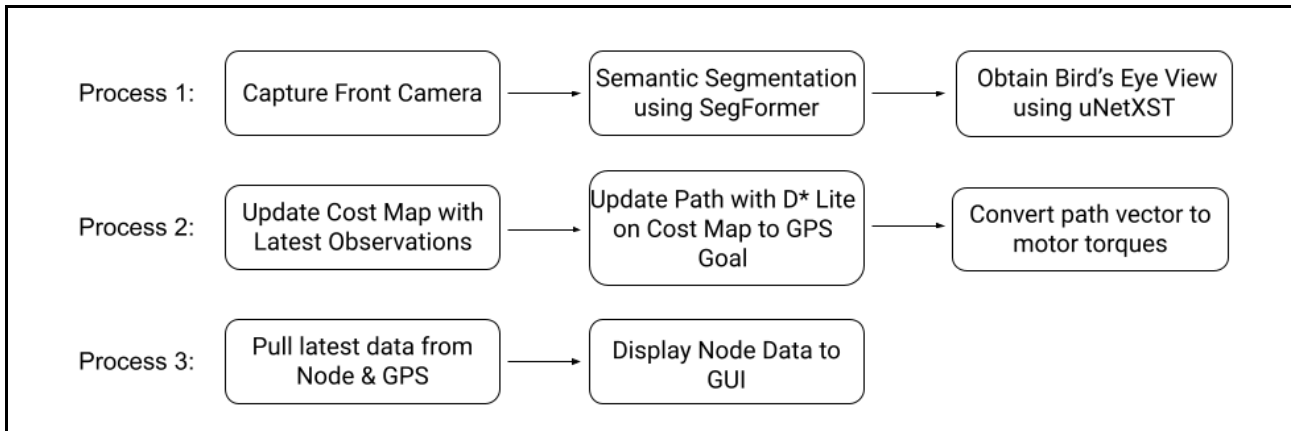 Process 1:
Capture Front Camera
Semantic Segmentation
using SegFormer
Obtain Bird's Eye View
using uNetXST
Process 2:
Update Cost Map with
Latest Observations
Update Path with D* Lite
on Cost Map to GPS
Goal
Convert path vector to
motor torques
Process 3:
Pull latest data from
Node & GPS
Display Node Data to
GUI